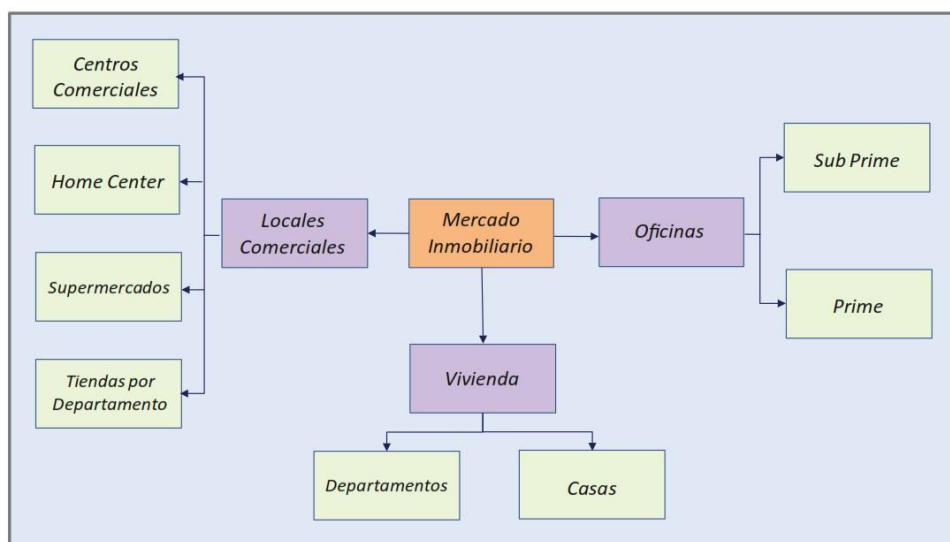 Centros
Comerciales
Home Center
Supermercados
Tiendas por
Departamento
Locales
Comerciales
Mercado
Inmobiliario
Oficinas
Sub Prime
Prime
Vivienda
Departamentos
Casas